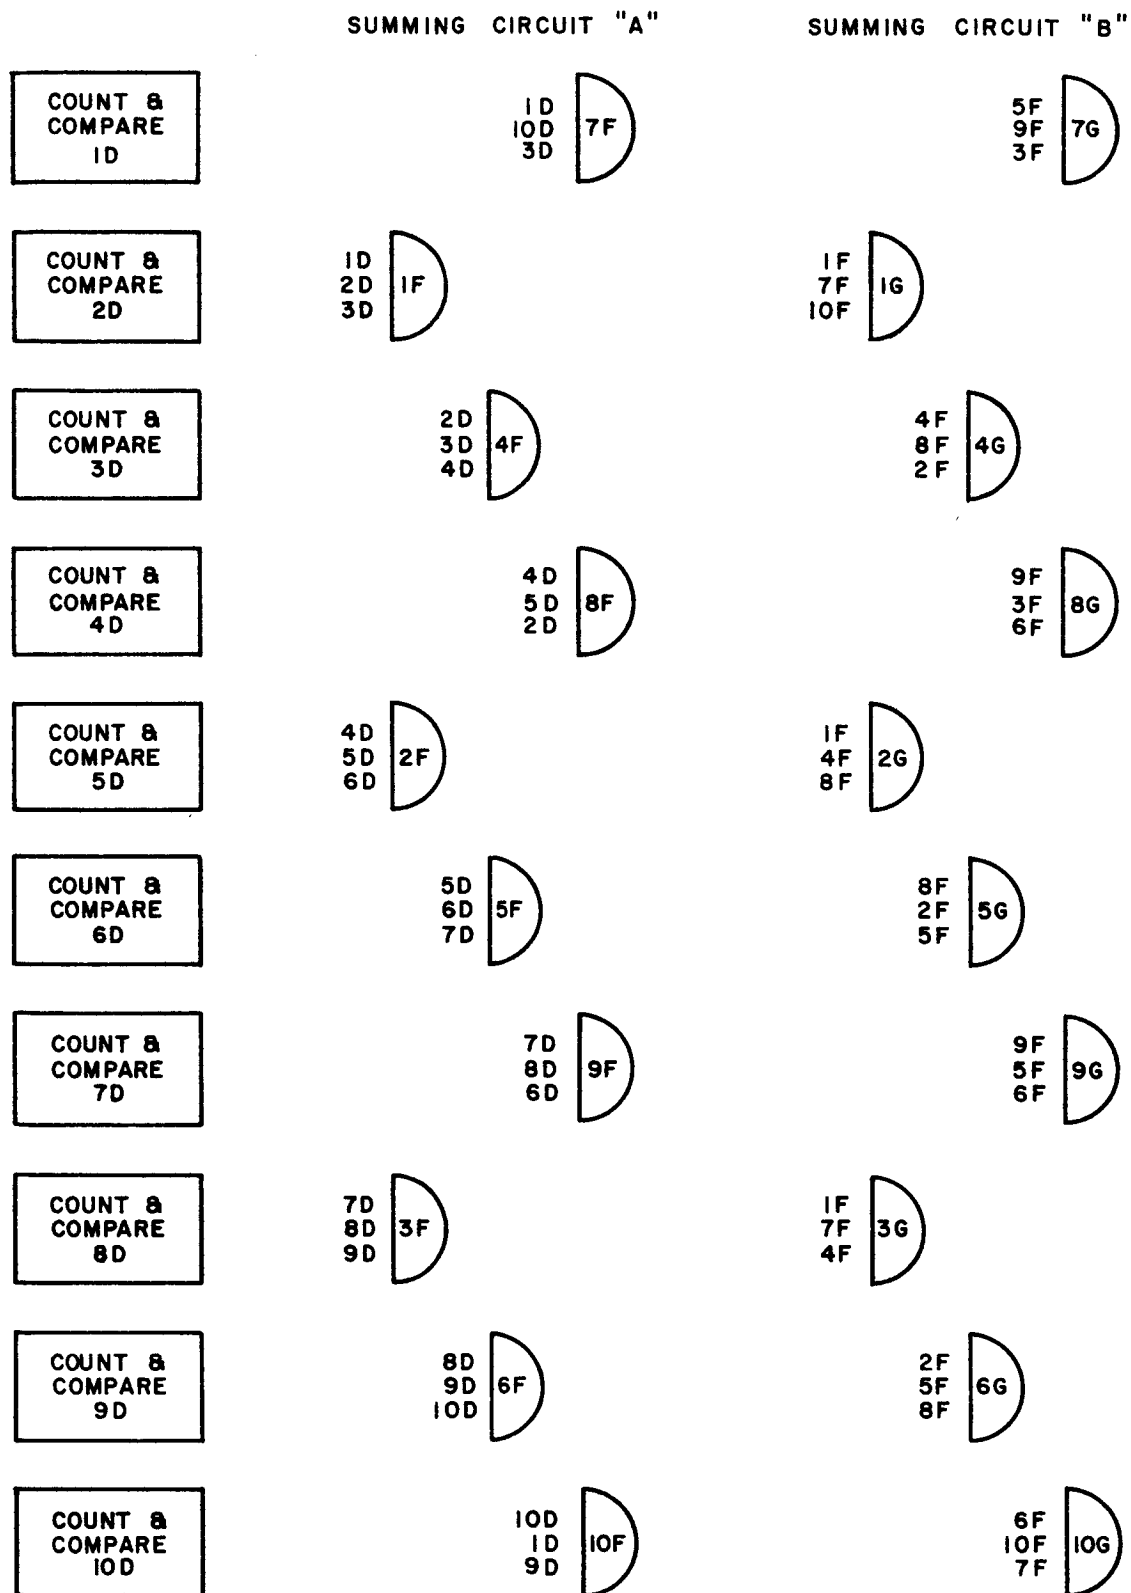 SUMMING CIRCUIT "A"
SUMMING CIRCUIT "B"
COUNT &
COMPARE
1D
1D
10D
3D
7F
5F
9F
3F
7G
COUNT &
COMPARE
2D
1D
2D
3D
1F
1F
7F
10F
1G
COUNT &
COMPARE
3D
2D
3D
4D
4F
4F
8F
2F
4G
COUNT &
COMPARE
4D
4D
5D
2D
8F
9F
3F
6F
8G
COUNT &
COMPARE
5D
4D
5D
6D
2F
1F
4F
8F
2G
COUNT &
COMPARE
6D
5D
6D
7D
5F
8F
2F
5F
5G
COUNT &
COMPARE
7D
7D
8D
6D
9F
9F
5F
6F
9G
COUNT &
COMPARE
8D
7D
8D
9D
3F
1F
7F
4F
3G
COUNT &
COMPARE
9D
8D
9D
10D
6F
2F
5F
8F
6G
COUNT &
COMPARE
10D
10D
1D
9D
10F
6F
10F
7F
10G